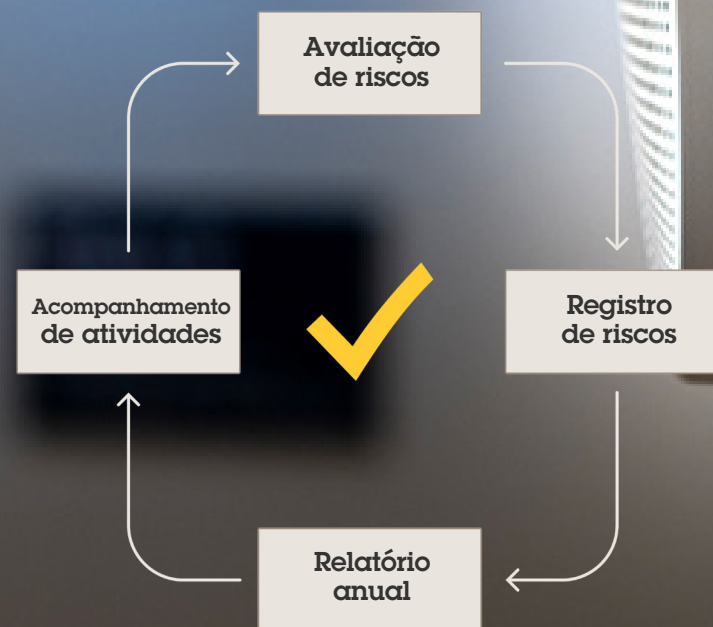 Avaliação
de riscos
Acompanhamento
de atividades
Registro
de riscos
Relatório
anual